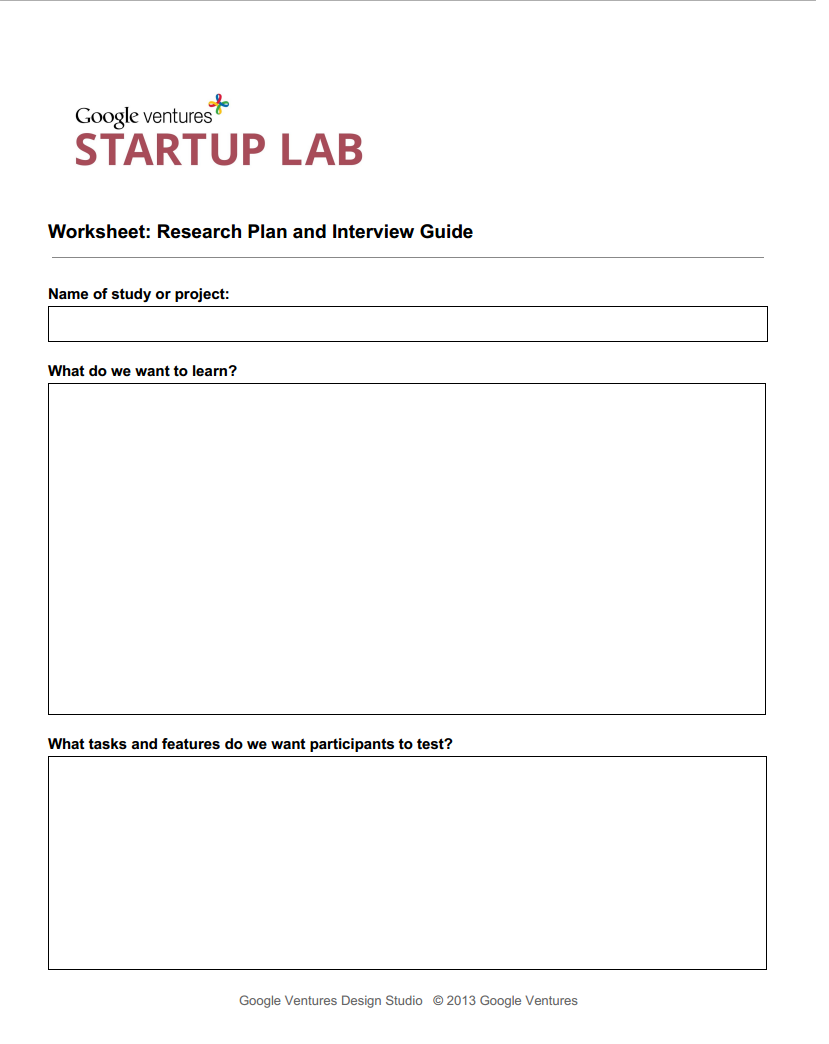 Google ventures
STARTUP LAB
Worksheet: Research Plan and Interview Guide
Name of study or project:
What do we want to learn?
What tasks and features do we want participants to test?
Google Ventures Design Studio © 2013 Google Ventures